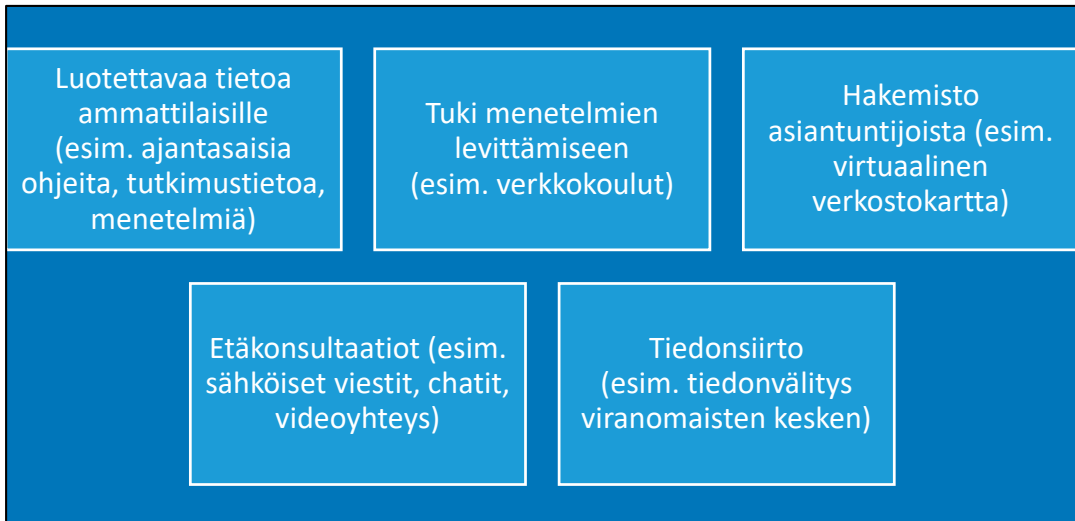 Luotettavaa tietoa
ammattilaisille
(esim. ajantasaisia
ohjeita, tutkimustietoa,
menetelmiä)
Tuki menetelmien
levittämiseen
(esim. verkkokoulut)
Hakemisto
asiantuntijoista (esim.
virtuaalinen
verkostokartta)
Etäkonsultaatiot (esim.
sähköiset viestit, chatit,
videoyhteys)
Tiedonsiirto
(esim. tiedonvälitys
viranomaisten kesken)